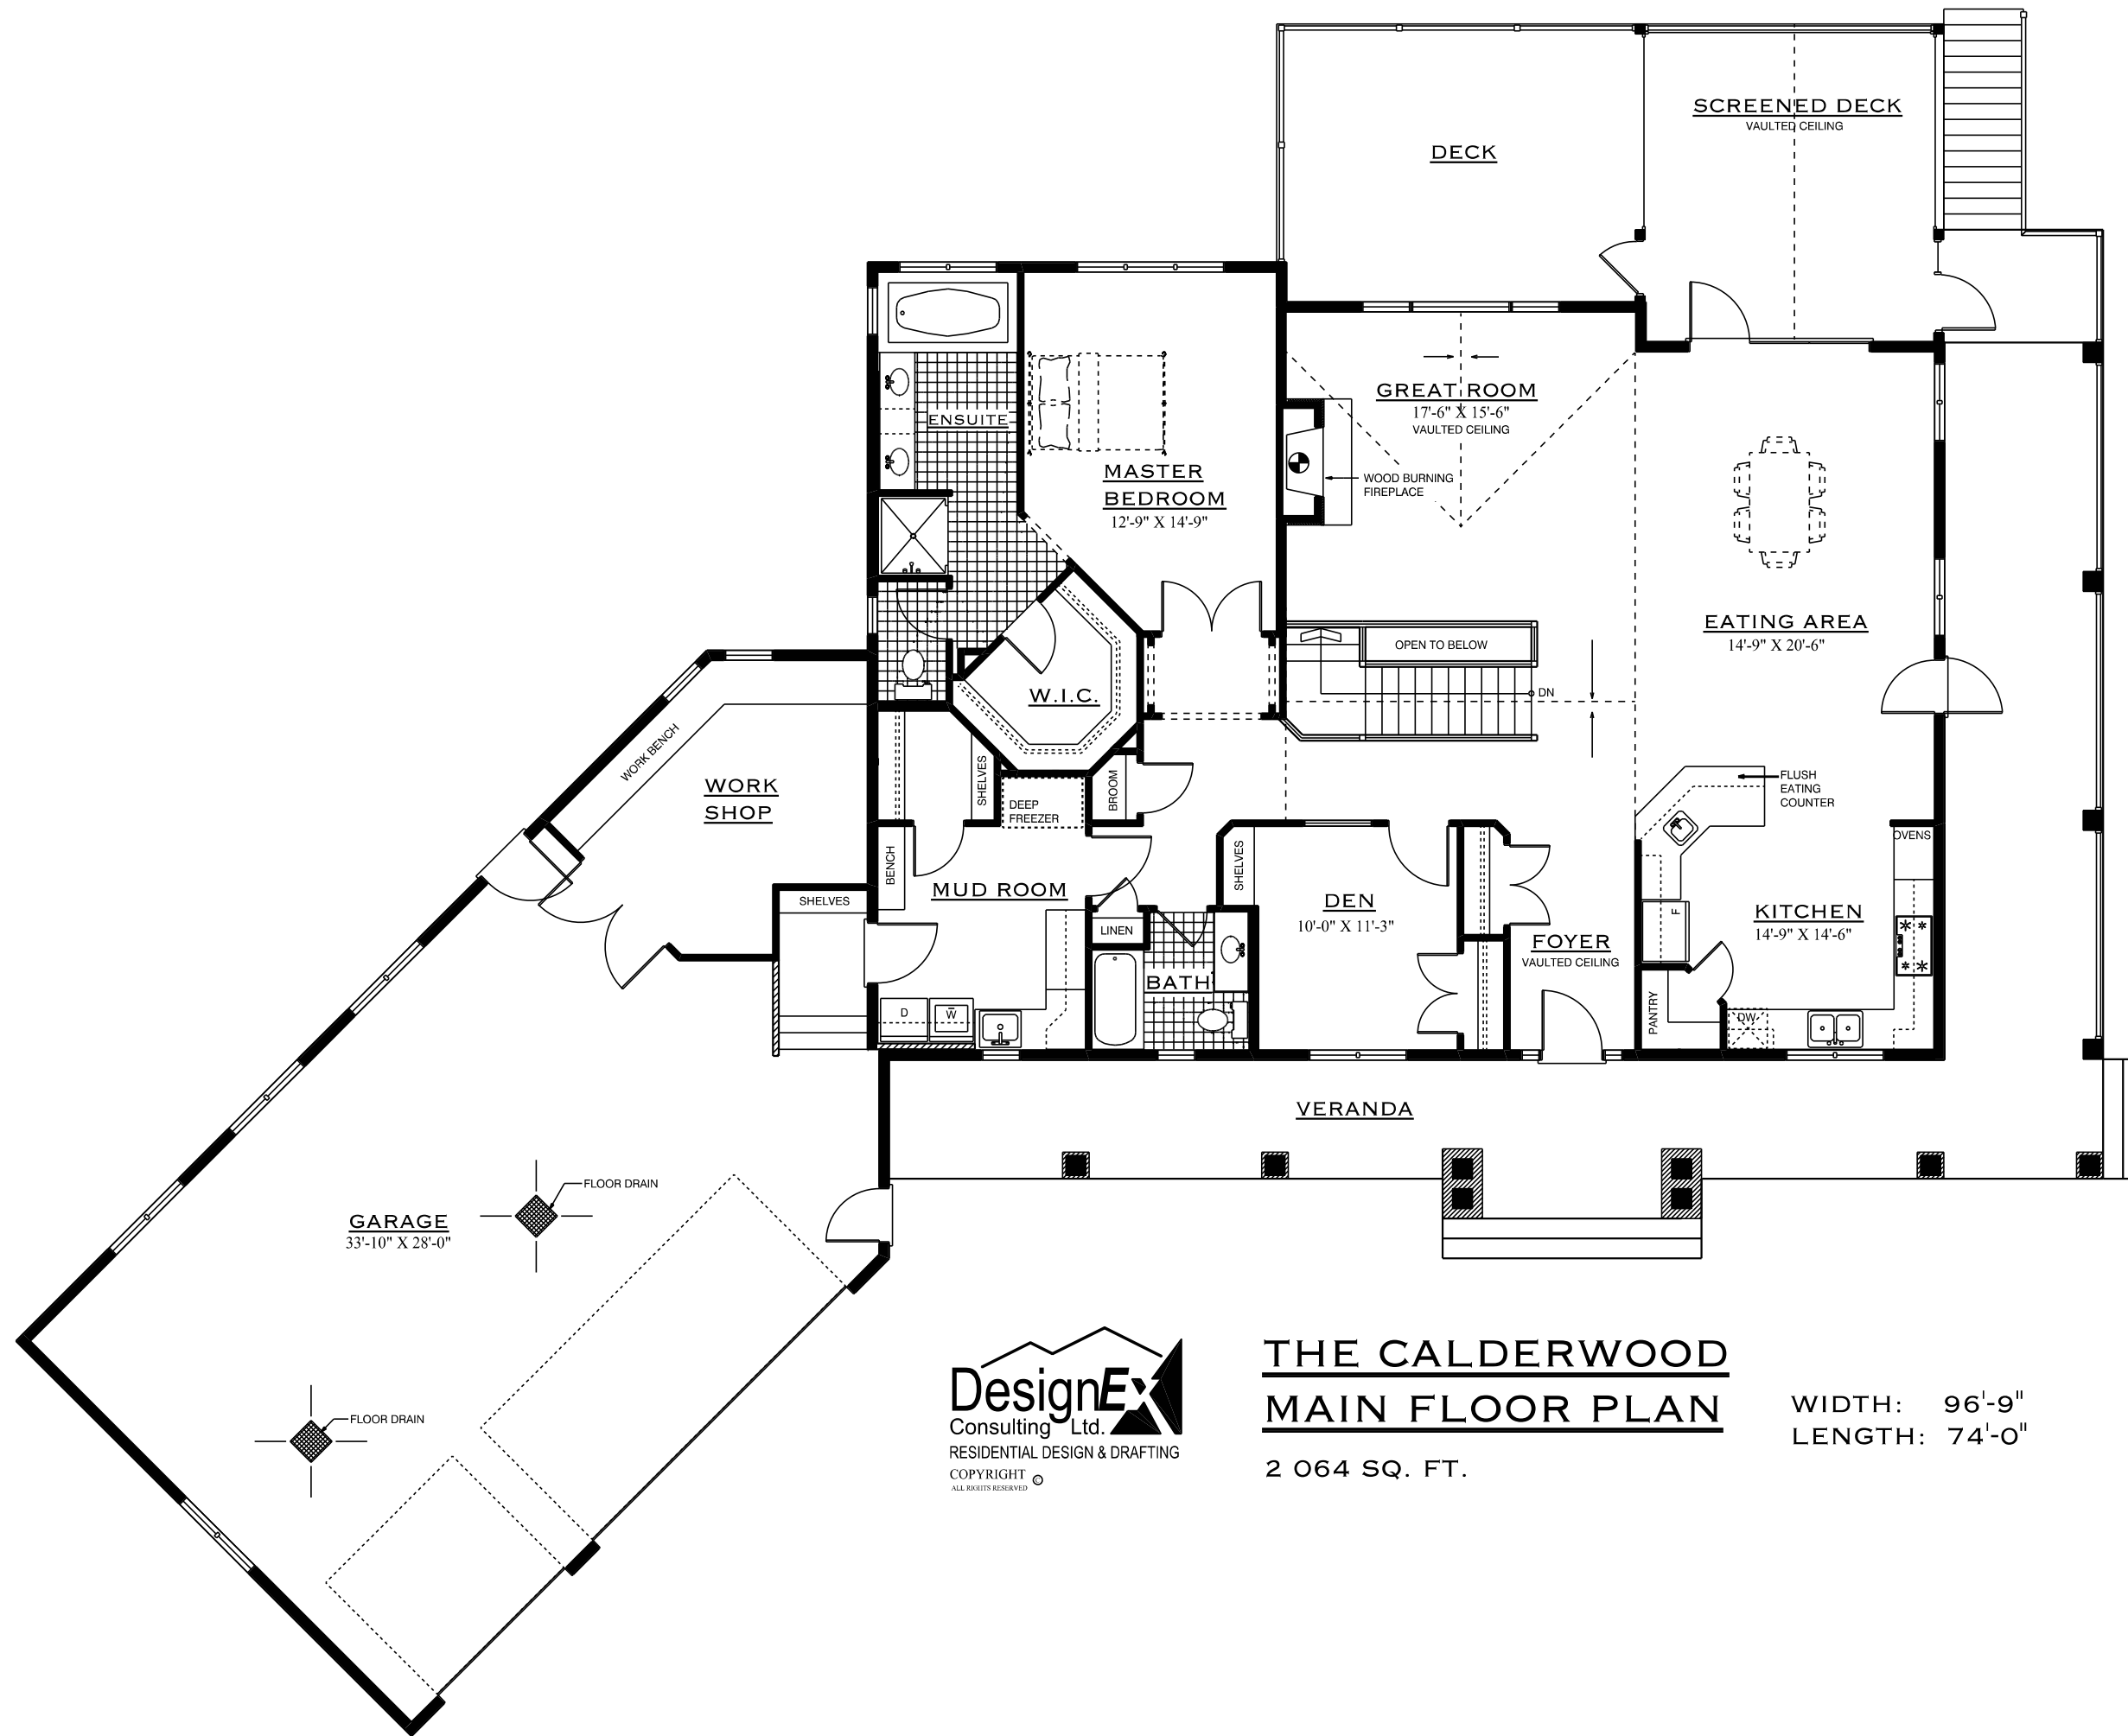 SCREENED DECK
VAULTED CEILING
DECK
GREAT ROOM
17'-6" X 15'-6"
VAULTED CEILING
ENSUITE
MASTER
BEDROOM
12'-9" X 14'-9"
WOOD BURNING
FIREPLACE
EATING AREA
14'-9" X 20'-6"
OPEN TO BELOW
DN
W.I.C.
WORK BENCH
WORK
SHOP
SHELVES
DEEP
FREEZER
BROOM
FLUSH
EATING
COUNTER
OVENS
BENCH
MUD ROOM
SHELVES
SHELVES
DEN
10'-0" X 11'-3"
F
KITCHEN
14'-9" X 14'-6"
LINEN
FOYER
VAULTED CEILING
BATH
D
W
PANTRY
DW
VERANDA
FLOOR DRAIN
GARAGE
33'-10" X 28'-0"
FLOOR DRAIN
DesignEx
Consulting Ltd.
RESIDENTIAL DESIGN & DRAFTING
COPYRIGHT ©
ALL RIGHTS RESERVED
THE CALDERWOOD
MAIN FLOOR PLAN
2 064 SQ. FT.
WIDTH: 96'-9"
LENGTH: 74'-0"